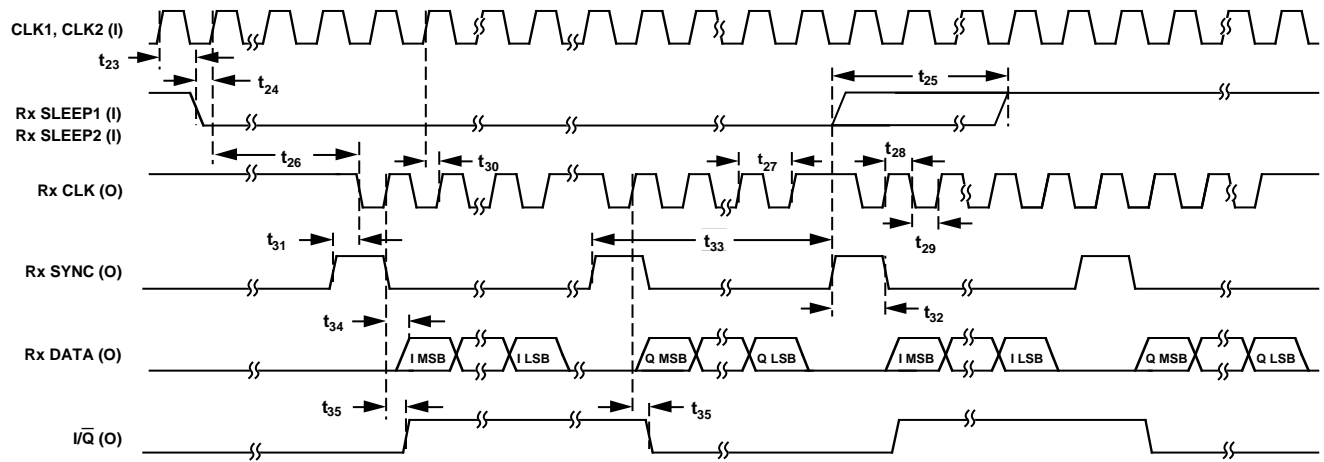 CLK1, CLK2 (I)
t23
t24
t25
Rx SLEEP1 (I)
Rx SLEEP2 (I)
t26
t30
t27
t28
Rx CLK (O)
t31
t33
t29
Rx SYNC (O)
t34
t32
Rx DATA (O)
I MSB
I LSB
Q MSB
Q LSB
I MSB
I LSB
Q MSB
Q LSB
t35
t35
I/Q̅ (O)